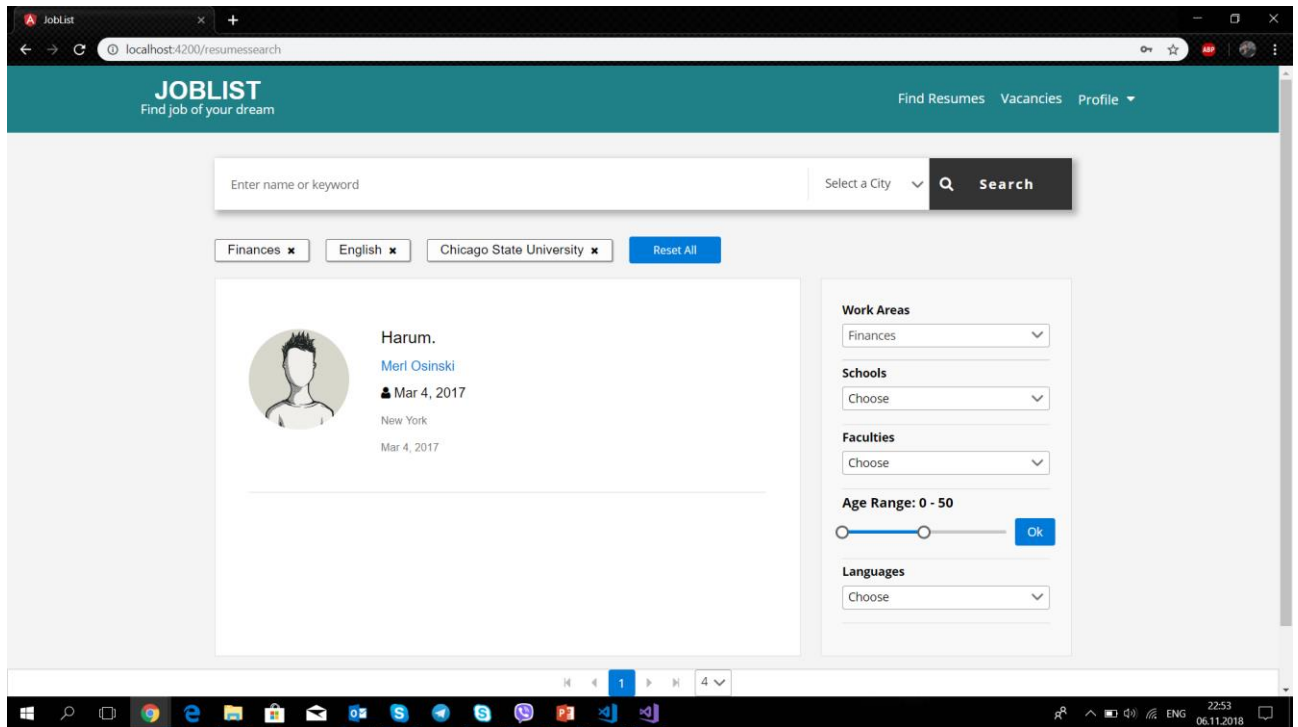 JobList
localhost:4200/resumessearch
ABP
JOBLIST
Find job of your dream
Find Resumes Vacancies Profile
Enter name or keyword
Select a City
Search
Finances × English × Chicago State University × Reset All
Harum.
Merl Osinski
Mar 4, 2017
New York
Mar 4, 2017
Work Areas
Finances
Schools
Choose
Faculties
Choose
Age Range: 0 - 50
Ok
Languages
Choose
1
4
ENG
22:53
06.11.2018